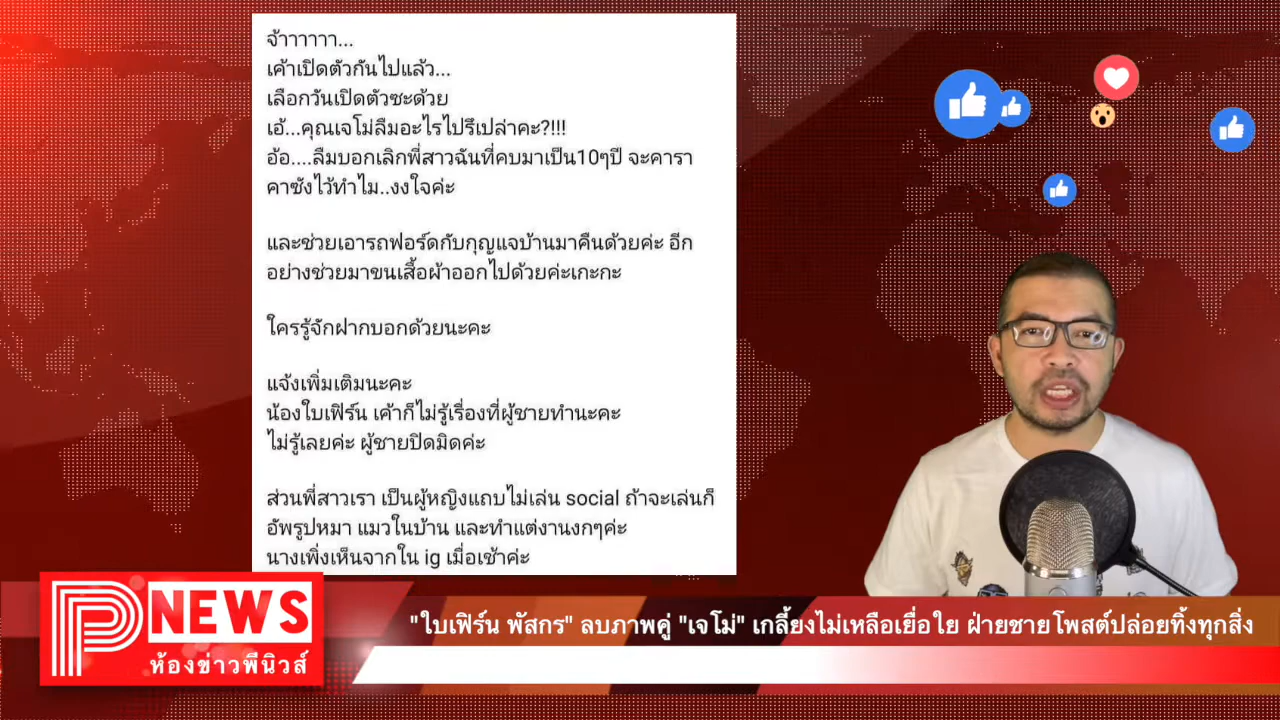 จ้าาาาาา...
เค้าเปิดตัวกันไปแล้ว...
เลือกวันเปิดตัวซะด้วย
เอ้...คุณเจโม่ลืมอะไรไปรึเปล่าคะ?!!!
อ้อ....ลืมบอกเลิกพี่สาวฉันที่คบมาเป็น10ๆปี จะคารา
คาซังไว้ทำไม..งงใจค่ะ
และช่วยเอารถฟอร์ดกับกุญแจบ้านมาคืนด้วยค่ะ อีก
อย่างช่วยมาขนเสื้อผ้าออกไปด้วยค่ะเกะกะ
ใครรู้จักฝากบอกด้วยนะคะ
แจ้งเพิ่มเติมนะคะ
น้องใบเฟิร์น เค้าก็ไม่รู้เรื่องที่ผู้ชายทำนะคะ
ไม่รู้เลยค่ะ ผู้ชายปิดมิดค่ะ
ส่วนพี่สาวเรา เป็นผู้หญิงแถบไม่เล่น social ถ้าจะเล่นก็
อัพรูปหมา แมวในบ้าน และทำแต่งานงกๆค่ะ
นางเพิ่งเห็นจากใน ig เมื่อเช้าค่ะ
P NEWS
ห้องข่าวพีนิวส์
"ใบเฟิร์น พัสกร" ลบภาพคู่ "เจโม่" เกลี้ยงไม่เหลือเยื่อใย ฝ่ายชายโพสต์ปล่อยทิ้งทุกสิ่ง